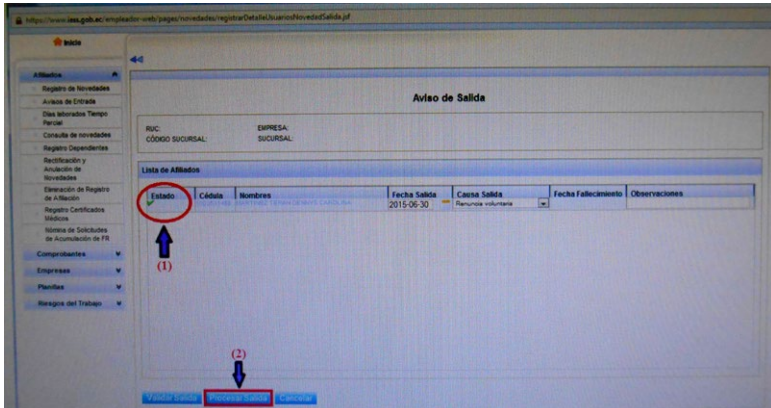 https://www.iess.gob.ec/empleador-web/pages/novedades/registrarDetalleUsuariosNovedadSalida.jsf
Inicio
Afiliados
Registro de Novedades
Avisos de Entrada
Días laborados Tiempo
Parcial
Consulta de novedades
Registro Dependientes
Rectificación y
Anulación de
Novedades
Eliminación de Registro
de Afiliación
Registro Certificados
Médicos
Nómina de Solicitudes
de Acumulación de FR
Comprobantes
Empresas
Planillas
Riesgos del Trabajo
Aviso de Salida
RUC: EMPRESA:
CÓDIGO SUCURSAL: SUCURSAL:
Lista de Afiliados
Estado Cédula Nombres Fecha Salida Causa Salida Fecha Fallecimiento Observaciones
2015-06-30 Renuncia voluntaria
(1)
(2)
Validar Salida Procesar Salida Cancelar